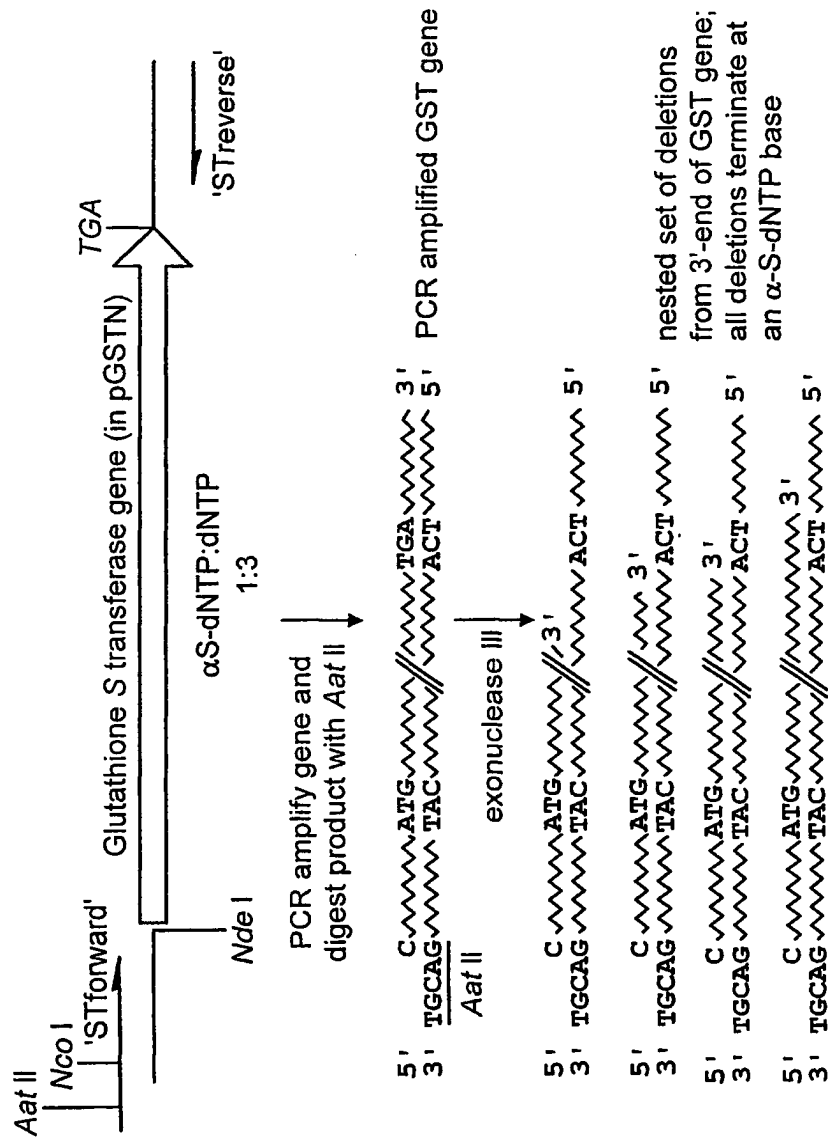 Aat II
Nco I
'STforward'
Glutathione S transferase gene (in pGSTN)
TGA
Nde I
'STreverse'
αS-dNTP:dNTP
1:3
PCR amplify gene and
digest product with Aat II
5' C ATG TGA 3'
3' TGCAG TAC ACT 5'
Aat II
PCR amplified GST gene
exonuclease III
5' C ATG 3'
3' TGCAG TAC ACT 5'
5' C ATG 3'
3' TGCAG TAC ACT 5'
5' C ATG 3'
3' TGCAG TAC ACT 5'
5' C ATG 3'
3' TGCAG TAC ACT 5'
nested set of deletions
from 3'-end of GST gene;
all deletions terminate at
an α-S-dNTP base